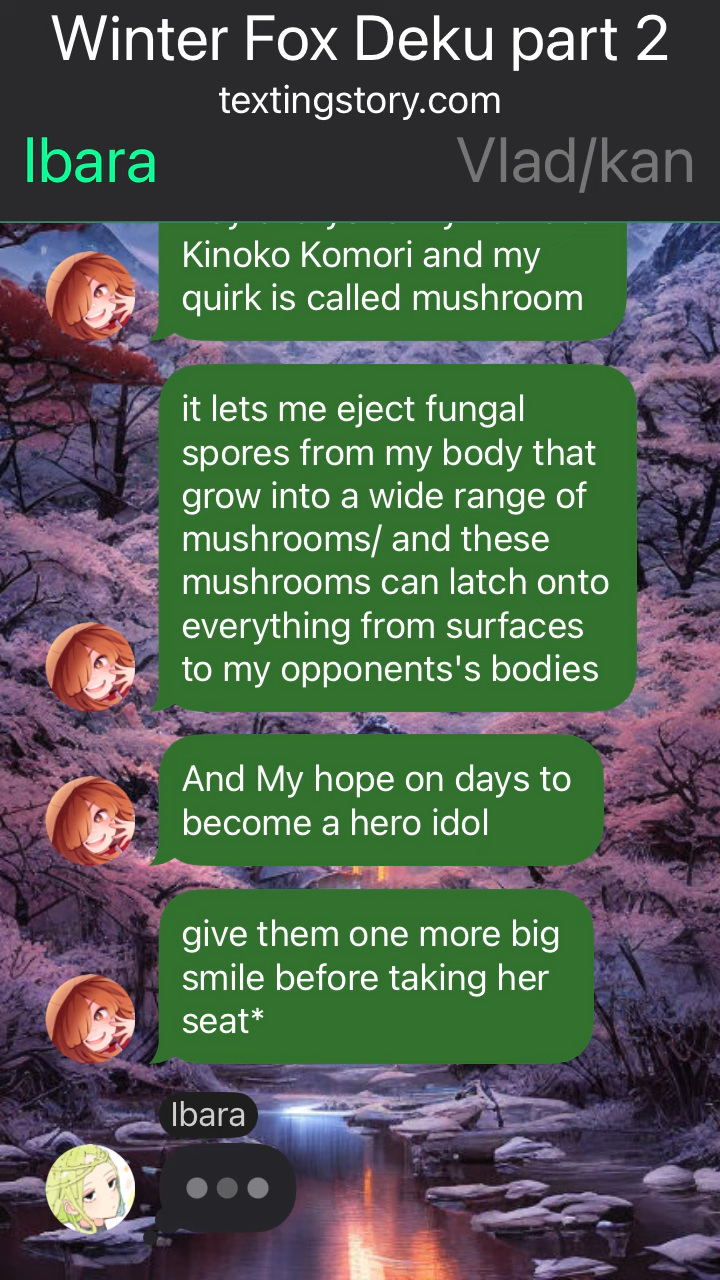 Winter Fox Deku part 2
textingstory.com
Ibara
Vlad/kan
Kinoko Komori and my
quirk is called mushroom
it lets me eject fungal
spores from my body that
grow into a wide range of
mushrooms/ and these
mushrooms can latch onto
everything from surfaces
to my opponents's bodies
And My hope on days to
become a hero idol
give them one more big
smile before taking her
seat*
Ibara